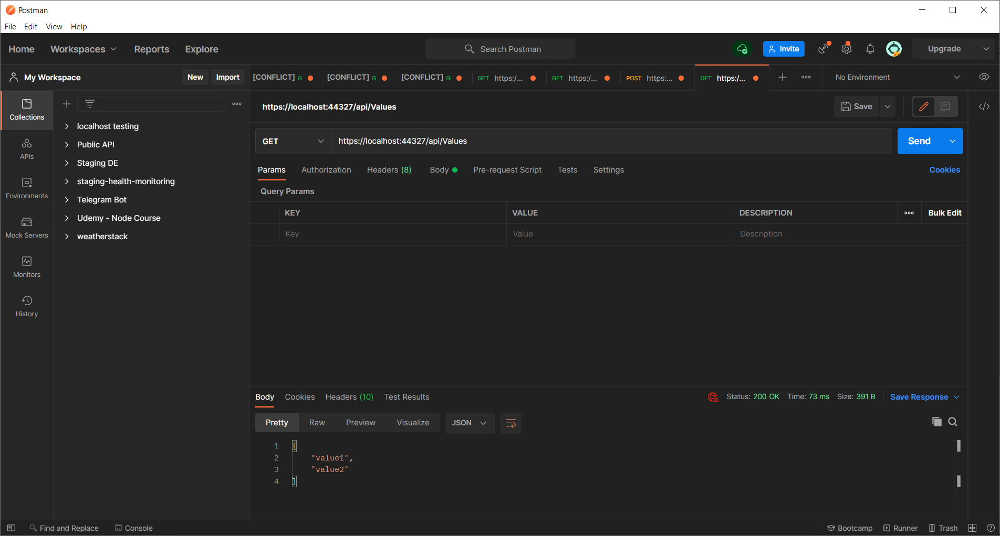 Postman
File Edit View Help
Home Workspaces Reports Explore Search Postman Invite Upgrade
My Workspace New Import [CONFLICT] G [CONFLICT] G [CONFLICT] GI GET https:/... GET https:/... POST https:... GET https:/... No Environment
Collections
APIs
Environments
Mock Servers
Monitors
History
localhost testing
Public API
Staging DE
staging-health-monitoring
Telegram Bot
Udemy - Node Course
weatherstack
https://localhost:44327/api/Values Save </>
GET https://localhost:44327/api/Values Send
Params Authorization Headers (8) Body Pre-request Script Tests Settings Cookies
Query Params
KEY VALUE DESCRIPTION Bulk Edit
Key Value Description
Body Cookies Headers (10) Test Results Status: 200 OK Time: 73 ms Size: 391 B Save Response
Pretty Raw Preview Visualize JSON
1 [
2 "value1",
3 "value2"
4 ]
Find and Replace Console Bootcamp Runner Trash